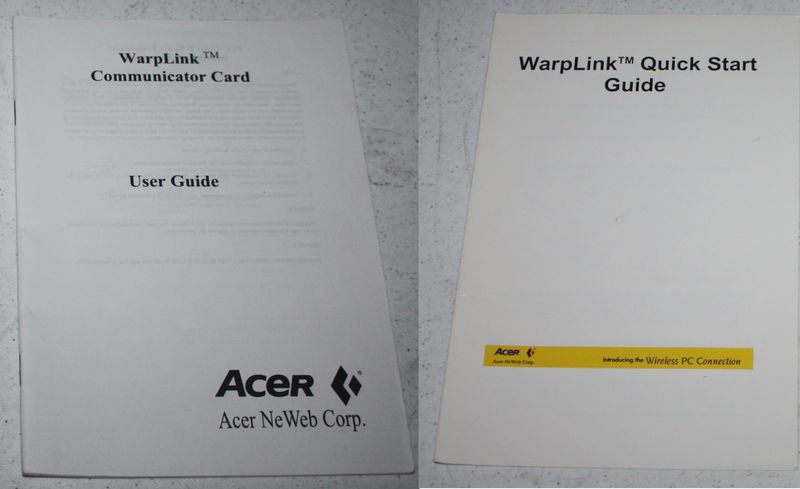 WarpLink ™
Communicator Card
User Guide
ACER ®
Acer NeWeb Corp.
WarpLink™ Quick Start
Guide
ACER
Acer NeWeb Corp.
Introducing the Wireless PC Connection